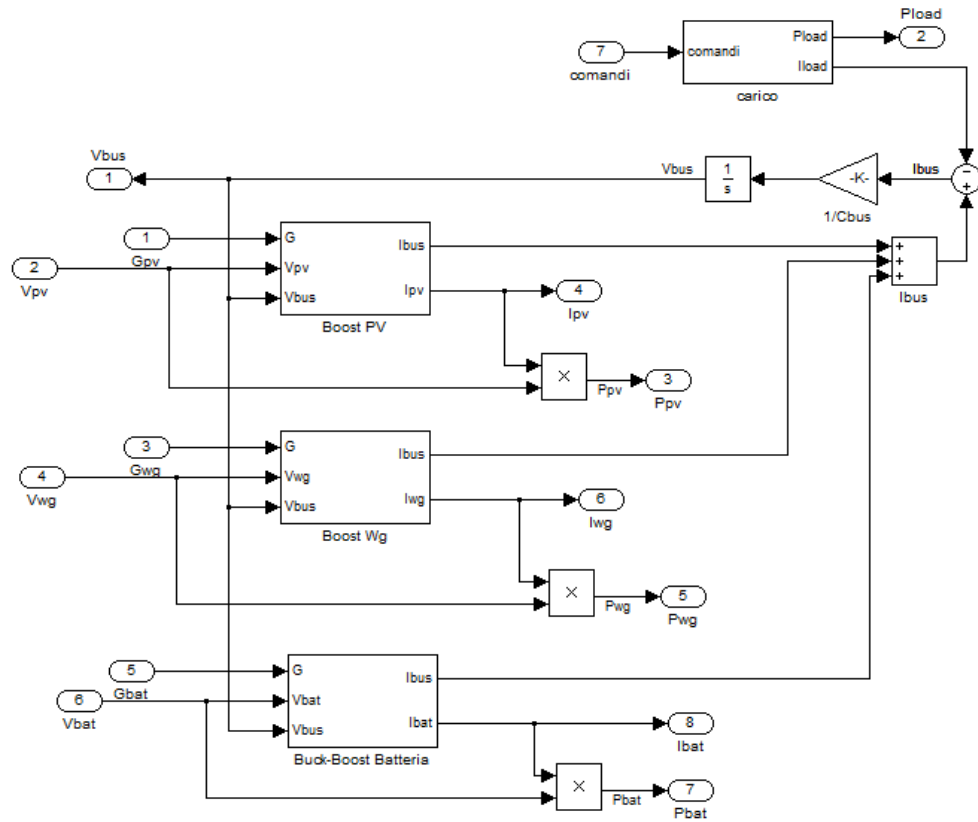 Pload
2
7
comandi
comandi
Pload
Iload
carico
Vbus
1
Vbus
1
s
-K-
1/Cbus
Ibus
-
+
1
Gpv
2
Vpv
G
Vpv
Vbus
Ibus
Ipv
Boost PV
+
+
+
Ibus
4
Ipv
×
Ppv
3
Ppv
3
Gwg
4
Vwg
G
Vwg
Vbus
Ibus
Iwg
Boost Wg
6
Iwg
×
Pwg
5
Pwg
5
Gbat
6
Vbat
G
Vbat
Vbus
Ibus
Ibat
Buck-Boost Batteria
8
Ibat
×
Pbat
7
Pbat